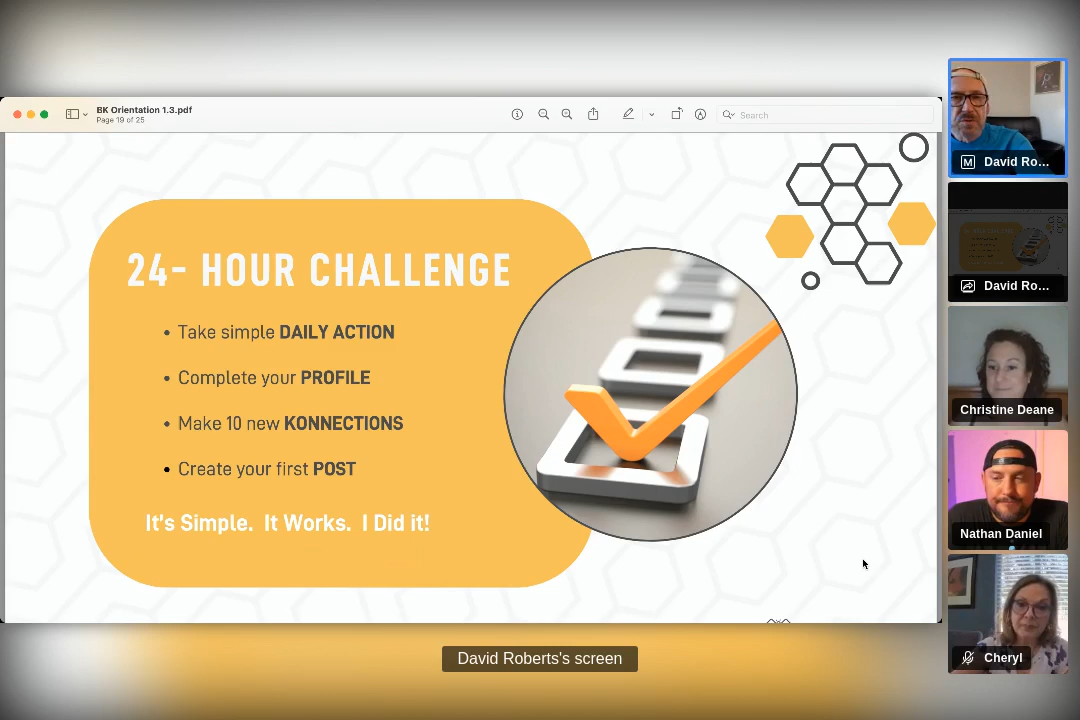 BK Orientation 1.3.pdf
Page 19 of 25
Search
24- HOUR CHALLENGE
• Take simple DAILY ACTION
• Complete your PROFILE
• Make 10 new KONNECTIONS
• Create your first POST
It's Simple. It Works. I Did it!
David Roberts's screen
M David Ro...
David Ro...
Christine Deane
Nathan Daniel
Cheryl